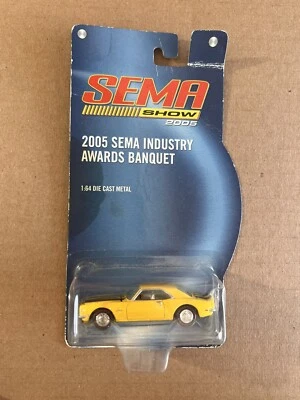 SEMA
SHOW
2005
2005 SEMA INDUSTRY
AWARDS BANQUET
1:64 DIE CAST METAL